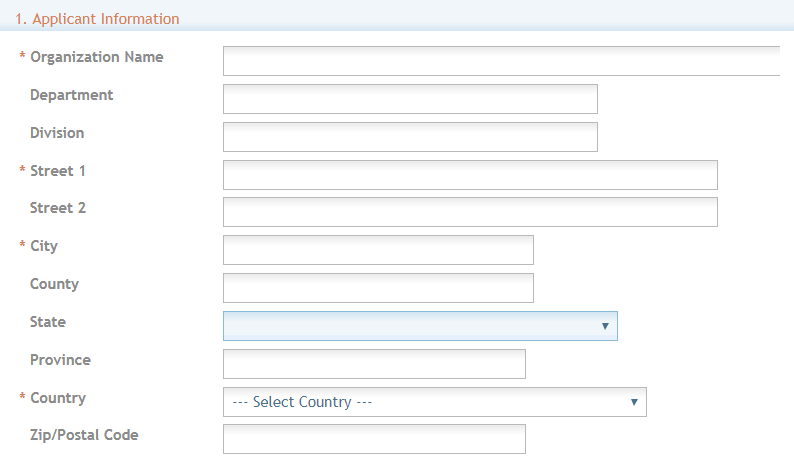 1. Applicant Information
* Organization Name
Department
Division
* Street 1
Street 2
* City
County
State
Province
* Country --- Select Country ---
Zip/Postal Code